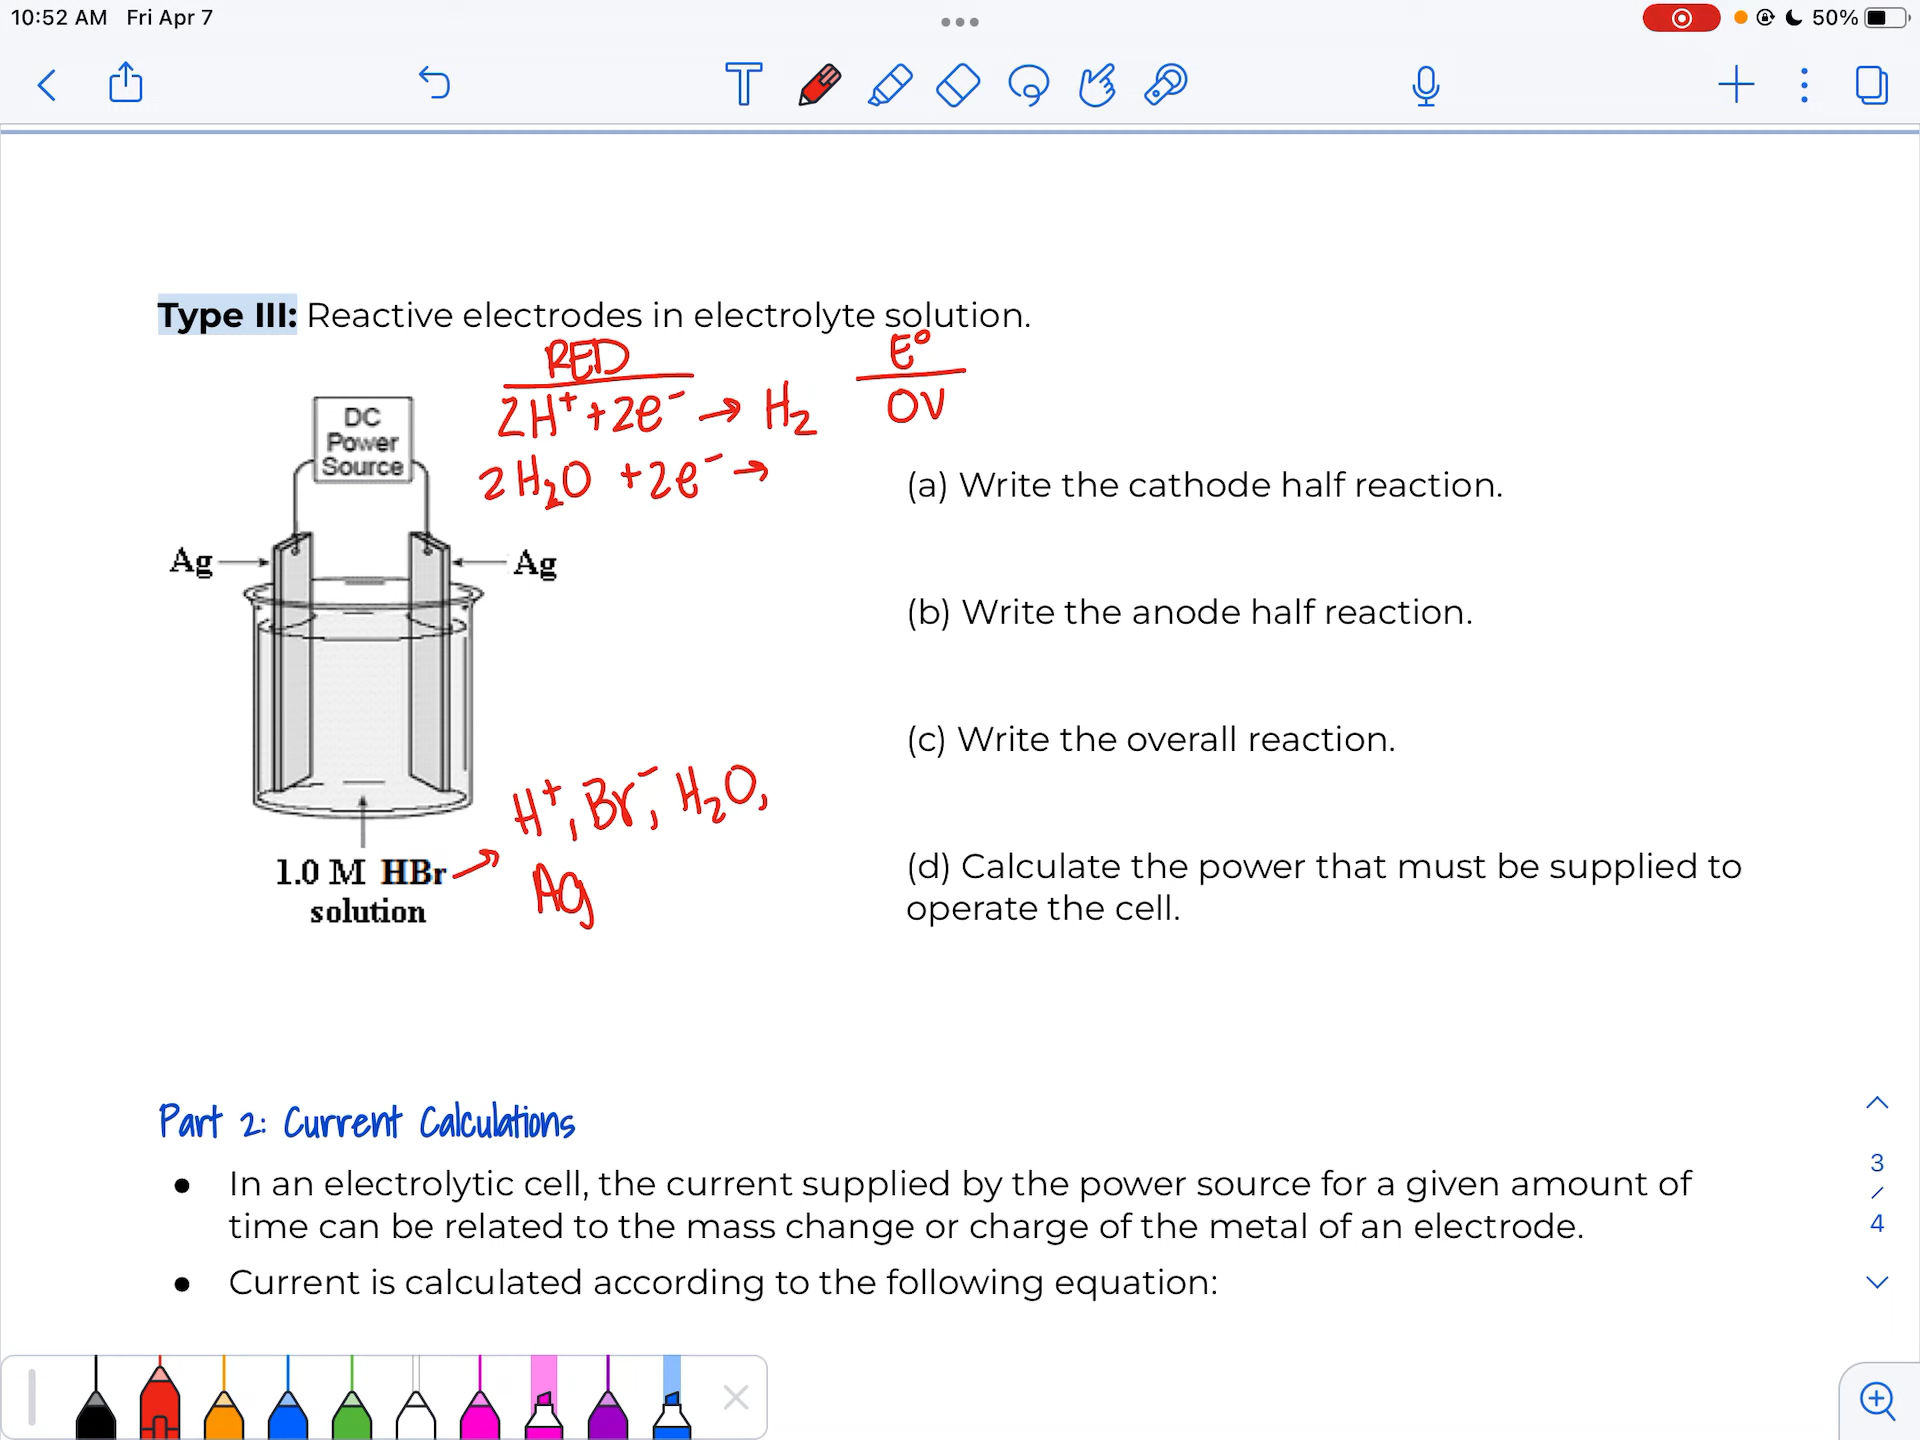 10:52 AM Fri Apr 7
50%
Type III: Reactive electrodes in electrolyte solution.
RED E°
2H⁺ + 2e⁻ → H₂ 0V
2H₂O + 2e⁻ →
DC
Power
Source
Ag
Ag
(a) Write the cathode half reaction.
(b) Write the anode half reaction.
(c) Write the overall reaction.
H⁺, Br⁻, H₂O,
Ag
1.0 M HBr
solution
(d) Calculate the power that must be supplied to
operate the cell.
Part 2: Current Calculations
● In an electrolytic cell, the current supplied by the power source for a given amount of
time can be related to the mass change or charge of the metal of an electrode.
● Current is calculated according to the following equation:
3
/
4